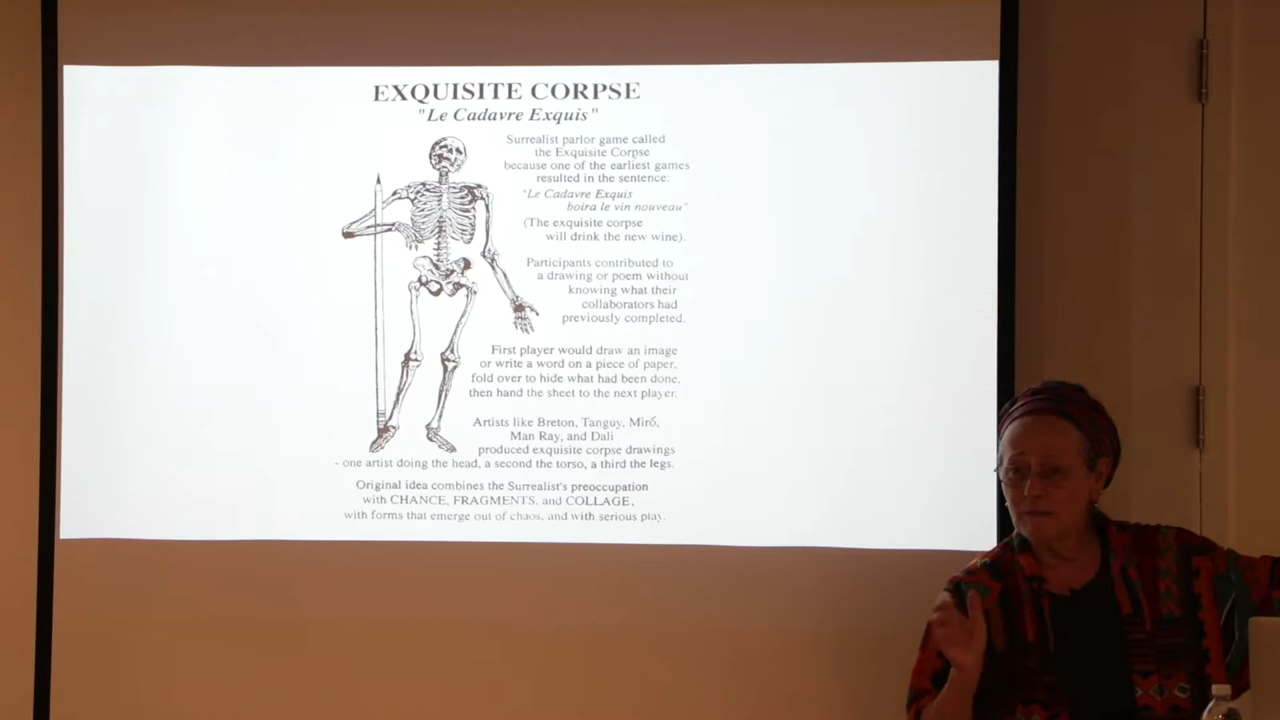 EXQUISITE CORPSE
"Le Cadavre Exquis"
Surrealist parlor game called
the Exquisite Corpse
because one of the earliest games
resulted in the sentence:
"Le Cadavre Exquis
boira le vin nouveau"
(The exquisite corpse
will drink the new wine).
Participants contributed to
a drawing or poem without
knowing what their
collaborators had
previously completed.
First player would draw an image
or write a word on a piece of paper,
fold over to hide what had been done,
then hand the sheet to the next player.
Artists like Breton, Tanguy, Miró,
Man Ray, and Dali
produced exquisite corpse drawings
- one artist doing the head, a second the torso, a third the legs.
Original idea combines the Surrealist's preoccupation
with CHANCE, FRAGMENTS, and COLLAGE,
with forms that emerge out of chaos, and with serious play.